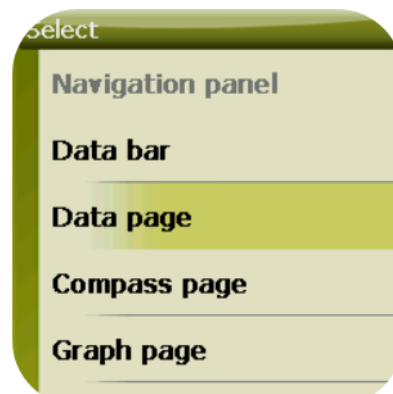 Select
Navigation panel
Data bar
Data page
Compass page
Graph page